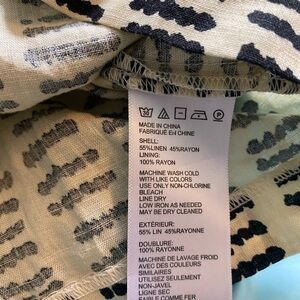 MADE IN CHINA
FABRIQUÉ EN CHINE
SHELL:
55%LINEN 45%RAYON
LINING:
100% RAYON
MACHINE WASH COLD
WITH LIKE COLORS
USE ONLY NON-CHLORINE
BLEACH
LINE DRY
LOW IRON AS NEEDED
MAY BE DRY CLEANED
EXTÉRIEUR:
55% LIN 45%RAYONNE
DOUBLURE:
100% RAYONNE
MACHINE DE LAVAGE FROID
AVEC DES COULEURS
SIMILAIRES
UTILISEZ SEULEMENT
NON-JAVEL
LIGNE SEC
FAIBLE COMME FER